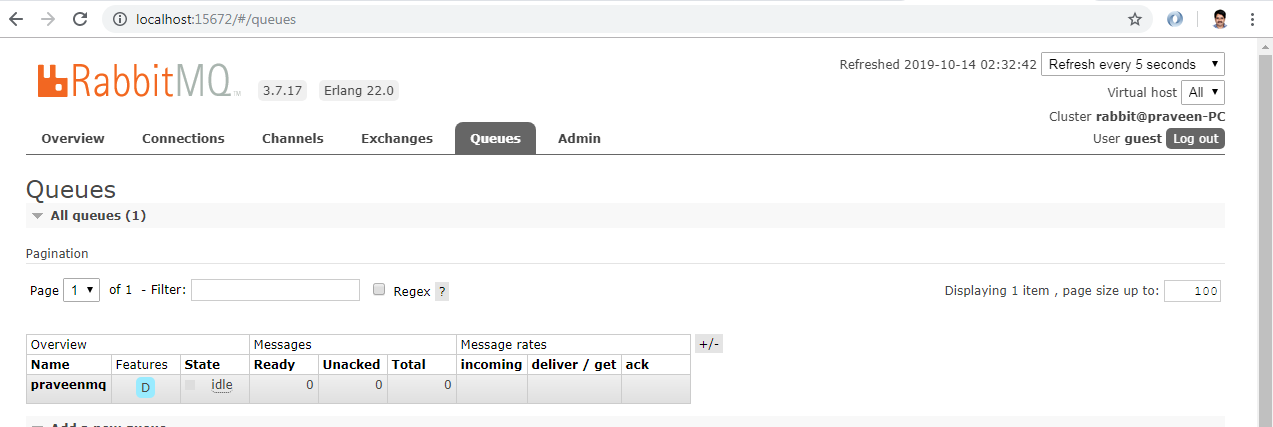 localhost:15672/#/queues
RabbitMQ TM 3.7.17 Erlang 22.0
Refreshed 2019-10-14 02:32:42 Refresh every 5 seconds
Virtual host All
Cluster rabbit@praveen-PC
User guest Log out
Overview Connections Channels Exchanges Queues Admin
Queues
All queues (1)
Pagination
Page 1 of 1 - Filter: Regex ?
Displaying 1 item , page size up to: 100
Overview Messages Message rates +/-
Name Features State Ready Unacked Total incoming deliver / get ack
praveenmq D idle 0 0 0
Add a new queue